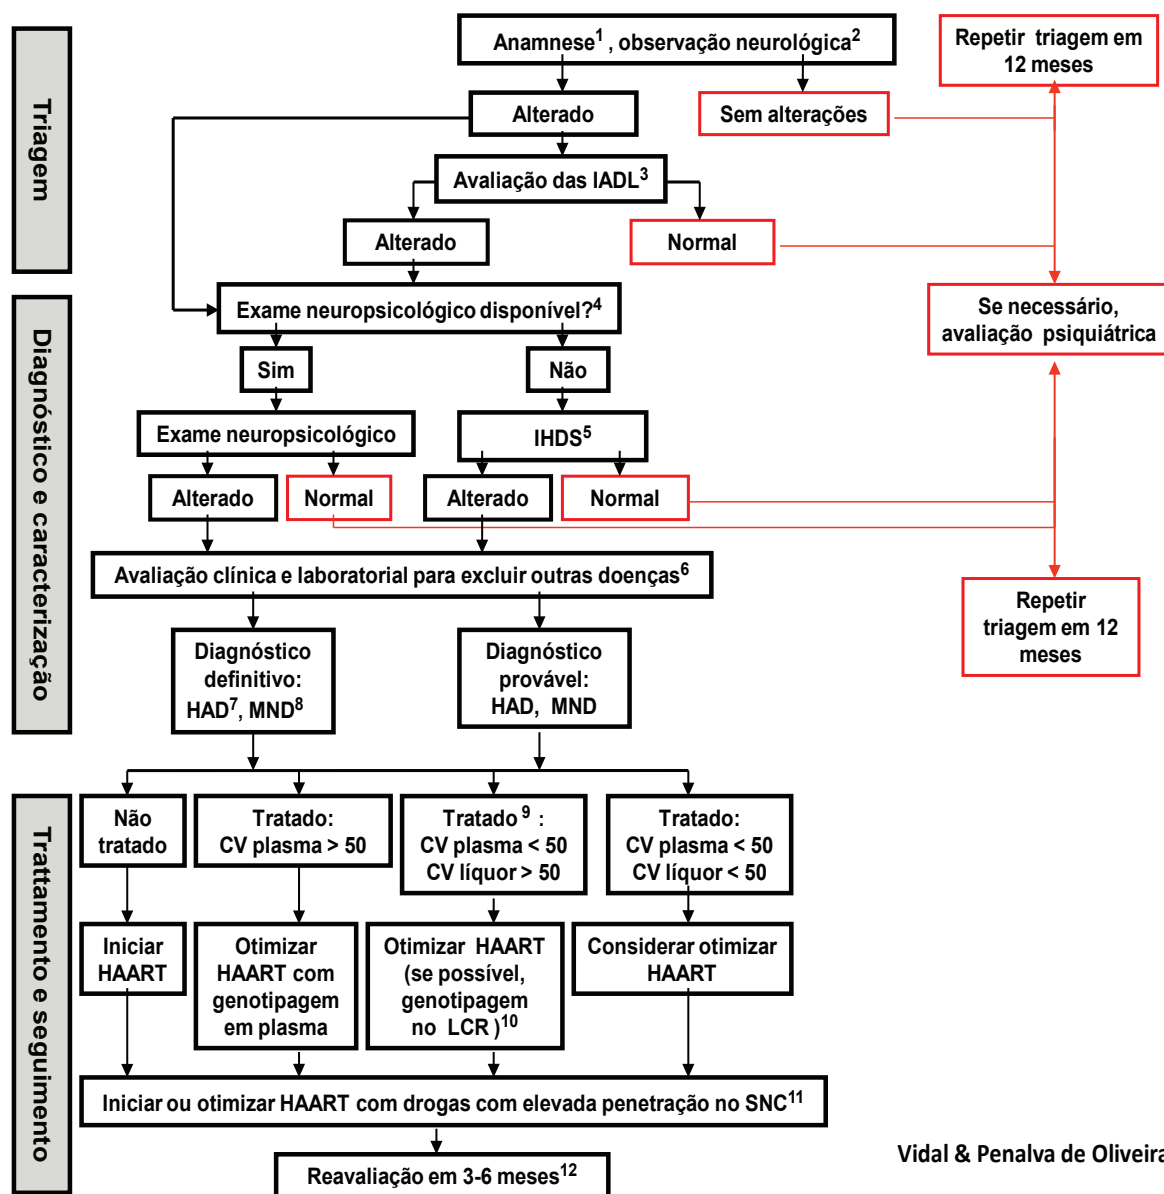 Triagem
Anamnese¹ , observação neurológica²
Repetir triagem em
12 meses
Alterado
Sem alterações
Avaliação das IADL³
Alterado
Normal
Diagnóstico e caracterização
Exame neuropsicológico disponível?⁴
Se necessário,
avaliação psiquiátrica
Sim
Não
Exame neuropsicológico
IHDS⁵
Alterado
Normal
Alterado
Normal
Avaliação clínica e laboratorial para excluir outras doenças⁶
Repetir
triagem em 12
meses
Diagnóstico
definitivo:
HAD⁷, MND⁸
Diagnóstico
provável:
HAD, MND
Trattamento e seguimento
Não
tratado
Tratado:
CV plasma > 50
Tratado ⁹ :
CV plasma < 50
CV líquor > 50
Tratado:
CV plasma < 50
CV líquor < 50
Iniciar
HAART
Otimizar
HAART com
genotipagem
em plasma
Otimizar HAART
(se possível,
genotipagem
no LCR )¹⁰
Considerar otimizar
HAART
Iniciar ou otimizar HAART com drogas com elevada penetração no SNC¹¹
Reavaliação em 3-6 meses¹²
Vidal & Penalva de Oliveira